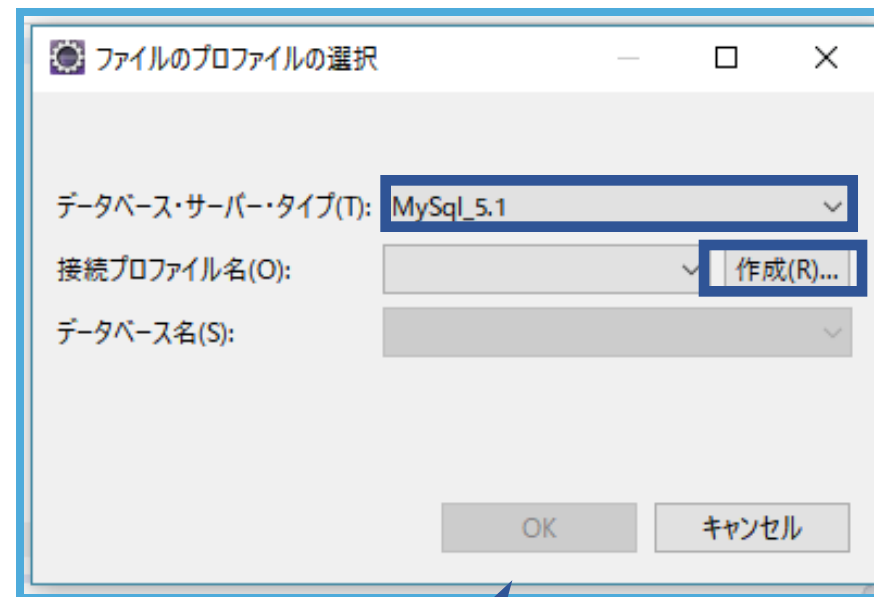 ファイルのプロファイルの選択
データベース・サーバー・タイプ(T): MySql_5.1
接続プロファイル名(O): 作成(R)...
データベース名(S):
OK キャンセル